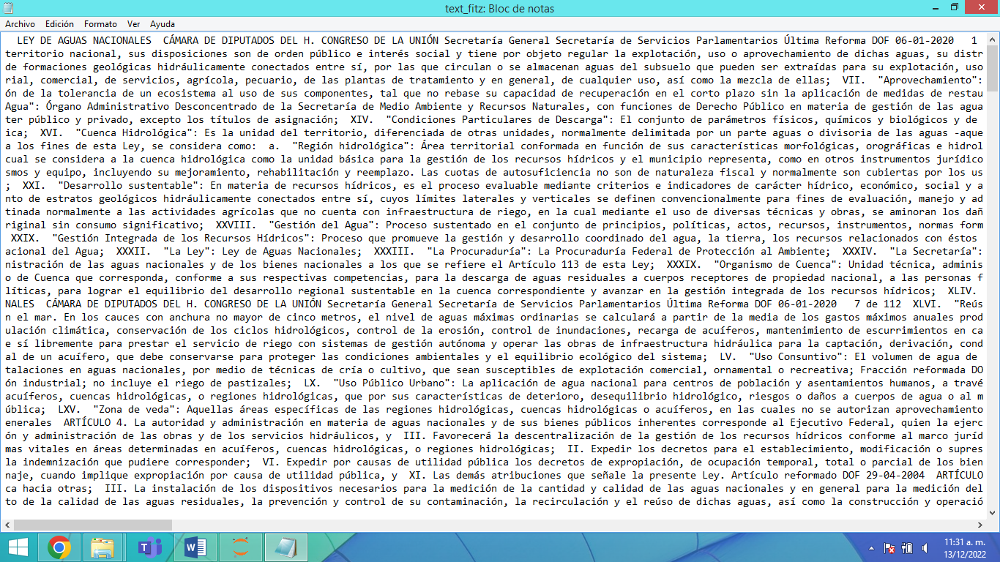 text_fitz: Bloc de notas
Archivo Edición Formato Ver Ayuda
LEY DE AGUAS NACIONALES CÁMARA DE DIPUTADOS DEL H. CONGRESO DE LA UNIÓN Secretaría General Secretaría de Servicios Parlamentarios Última Reforma DOF 06-01-2020 1
territorio nacional, sus disposiciones son de orden público e interés social y tiene por objeto regular la explotación, uso o aprovechamiento de dichas aguas, su distr
de formaciones geológicas hidráulicamente conectados entre sí, por las que circulan o se almacenan aguas del subsuelo que pueden ser extraídas para su explotación, uso
rial, comercial, de servicios, agrícola, pecuario, de las plantas de tratamiento y en general, de cualquier uso, así como la mezcla de ellas; VII. "Aprovechamiento":
ón de la tolerancia de un ecosistema al uso de sus componentes, tal que no rebase su capacidad de recuperación en el corto plazo sin la aplicación de medidas de restau
Agua": Órgano Administrativo Desconcentrado de la Secretaría de Medio Ambiente y Recursos Naturales, con funciones de Derecho Público en materia de gestión de las agua
ter público y privado, excepto los títulos de asignación; XIV. "Condiciones Particulares de Descarga": El conjunto de parámetros físicos, químicos y biológicos y de
ica; XVI. "Cuenca Hidrológica": Es la unidad del territorio, diferenciada de otras unidades, normalmente delimitada por un parte aguas o divisoria de las aguas -aque
a los fines de esta Ley, se considera como: a. "Región hidrológica": Área territorial conformada en función de sus características morfológicas, orográficas e hidrol
cual se considera a la cuenca hidrológica como la unidad básica para la gestión de los recursos hídricos y el municipio representa, como en otros instrumentos jurídico
smos y equipo, incluyendo su mejoramiento, rehabilitación y reemplazo. Las cuotas de autosuficiencia no son de naturaleza fiscal y normalmente son cubiertas por los us
; XXI. "Desarrollo sustentable": En materia de recursos hídricos, es el proceso evaluable mediante criterios e indicadores de carácter hídrico, económico, social y a
nto de estratos geológicos hidráulicamente conectados entre sí, cuyos límites laterales y verticales se definen convencionalmente para fines de evaluación, manejo y ad
tinada normalmente a las actividades agrícolas que no cuenta con infraestructura de riego, en la cual mediante el uso de diversas técnicas y obras, se aminoran los dañ
riginal sin consumo significativo; XXVIII. "Gestión del Agua": Proceso sustentado en el conjunto de principios, políticas, actos, recursos, instrumentos, normas form
XXIX. "Gestión Integrada de los Recursos Hídricos": Proceso que promueve la gestión y desarrollo coordinado del agua, la tierra, los recursos relacionados con éstos
acional del Agua; XXXII. "La Ley": Ley de Aguas Nacionales; XXXIII. "La Procuraduría": La Procuraduría Federal de Protección al Ambiente; XXXIV. "La Secretaría":
nistración de las aguas nacionales y de los bienes nacionales a los que se refiere el Artículo 113 de esta Ley; XXXIX. "Organismo de Cuenca": Unidad técnica, adminis
o de Cuenca que corresponda, conforme a sus respectivas competencias, para la descarga de aguas residuales a cuerpos receptores de propiedad nacional, a las personas f
líticas, para lograr el equilibrio del desarrollo regional sustentable en la cuenca correspondiente y avanzar en la gestión integrada de los recursos hídricos; XLIV.
NALES CÁMARA DE DIPUTADOS DEL H. CONGRESO DE LA UNIÓN Secretaría General Secretaría de Servicios Parlamentarios Última Reforma DOF 06-01-2020 7 de 112 XLVI. "Reús
n el mar. En los cauces con anchura no mayor de cinco metros, el nivel de aguas máximas ordinarias se calculará a partir de la media de los gastos máximos anuales prod
ulación climática, conservación de los ciclos hidrológicos, control de la erosión, control de inundaciones, recarga de acuíferos, mantenimiento de escurrimientos en ca
e sí libremente para prestar el servicio de riego con sistemas de gestión autónoma y operar las obras de infraestructura hidráulica para la captación, derivación, cond
al de un acuífero, que debe conservarse para proteger las condiciones ambientales y el equilibrio ecológico del sistema; LV. "Uso Consuntivo": El volumen de agua de
talaciones en aguas nacionales, por medio de técnicas de cría o cultivo, que sean susceptibles de explotación comercial, ornamental o recreativa; Fracción reformada DO
ón industrial; no incluye el riego de pastizales; LX. "Uso Público Urbano": La aplicación de agua nacional para centros de población y asentamientos humanos, a travé
acuíferos, cuencas hidrológicas, o regiones hidrológicas, que por sus características de deterioro, desequilibrio hidrológico, riesgos o daños a cuerpos de agua o al m
ública; LXV. "Zona de veda": Aquellas áreas específicas de las regiones hidrológicas, cuencas hidrológicas o acuíferos, en las cuales no se autorizan aprovechamiento
enerales ARTÍCULO 4. La autoridad y administración en materia de aguas nacionales y de sus bienes públicos inherentes corresponde al Ejecutivo Federal, quien la ejerc
ón y administración de las obras y de los servicios hidráulicos, y III. Favorecerá la descentralización de la gestión de los recursos hídricos conforme al marco juríd
mas vitales en áreas determinadas en acuíferos, cuencas hidrológicas, o regiones hidrológicas; II. Expedir los decretos para el establecimiento, modificación o supres
la indemnización que pudiere corresponder; VI. Expedir por causas de utilidad pública los decretos de expropiación, de ocupación temporal, total o parcial de los bien
naje, cuando implique expropiación por causa de utilidad pública, y XI. Las demás atribuciones que señale la presente Ley. Artículo reformado DOF 29-04-2004 ARTÍCULO
ca hacia otras; III. La instalación de los dispositivos necesarios para la medición de la cantidad y calidad de las aguas nacionales y en general para la medición del
to de la calidad de las aguas residuales, la prevención y control de su contaminación, la recirculación y el reúso de dichas aguas, así como la construcción y operació
11:31 a. m.
13/12/2022